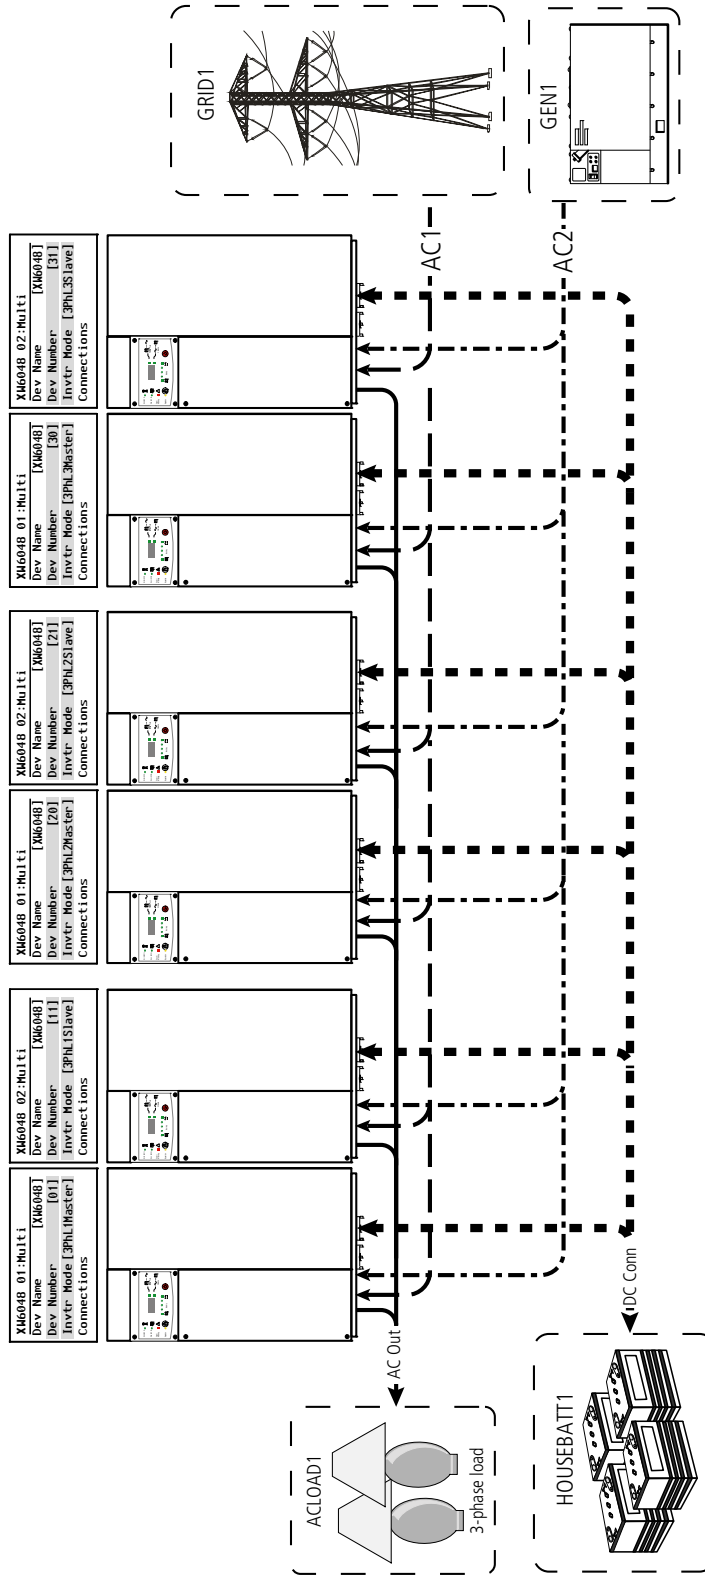 XW6048 01:Multi
Dev Name [XW6048]
Dev Number [01]
Invtr Mode [3PhL1Master]
Connections
XW6048 02:Multi
Dev Name [XW6048]
Dev Number [11]
Invtr Mode [3PhL1Slave]
Connections
XW6048 01:Multi
Dev Name [XW6048]
Dev Number [20]
Invtr Mode [3PhL2Master]
Connections
XW6048 02:Multi
Dev Name [XW6048]
Dev Number [21]
Invtr Mode [3PhL2Slave]
Connections
XW6048 01:Multi
Dev Name [XW6048]
Dev Number [30]
Invtr Mode [3PhL3Master]
Connections
XW6048 02:Multi
Dev Name [XW6048]
Dev Number [31]
Invtr Mode [3PhL3Slave]
Connections
GRID1
GEN1
AC1
AC2
AC Out
DC Conn
ACLOAD1
3-phase load
HOUSEBATT1